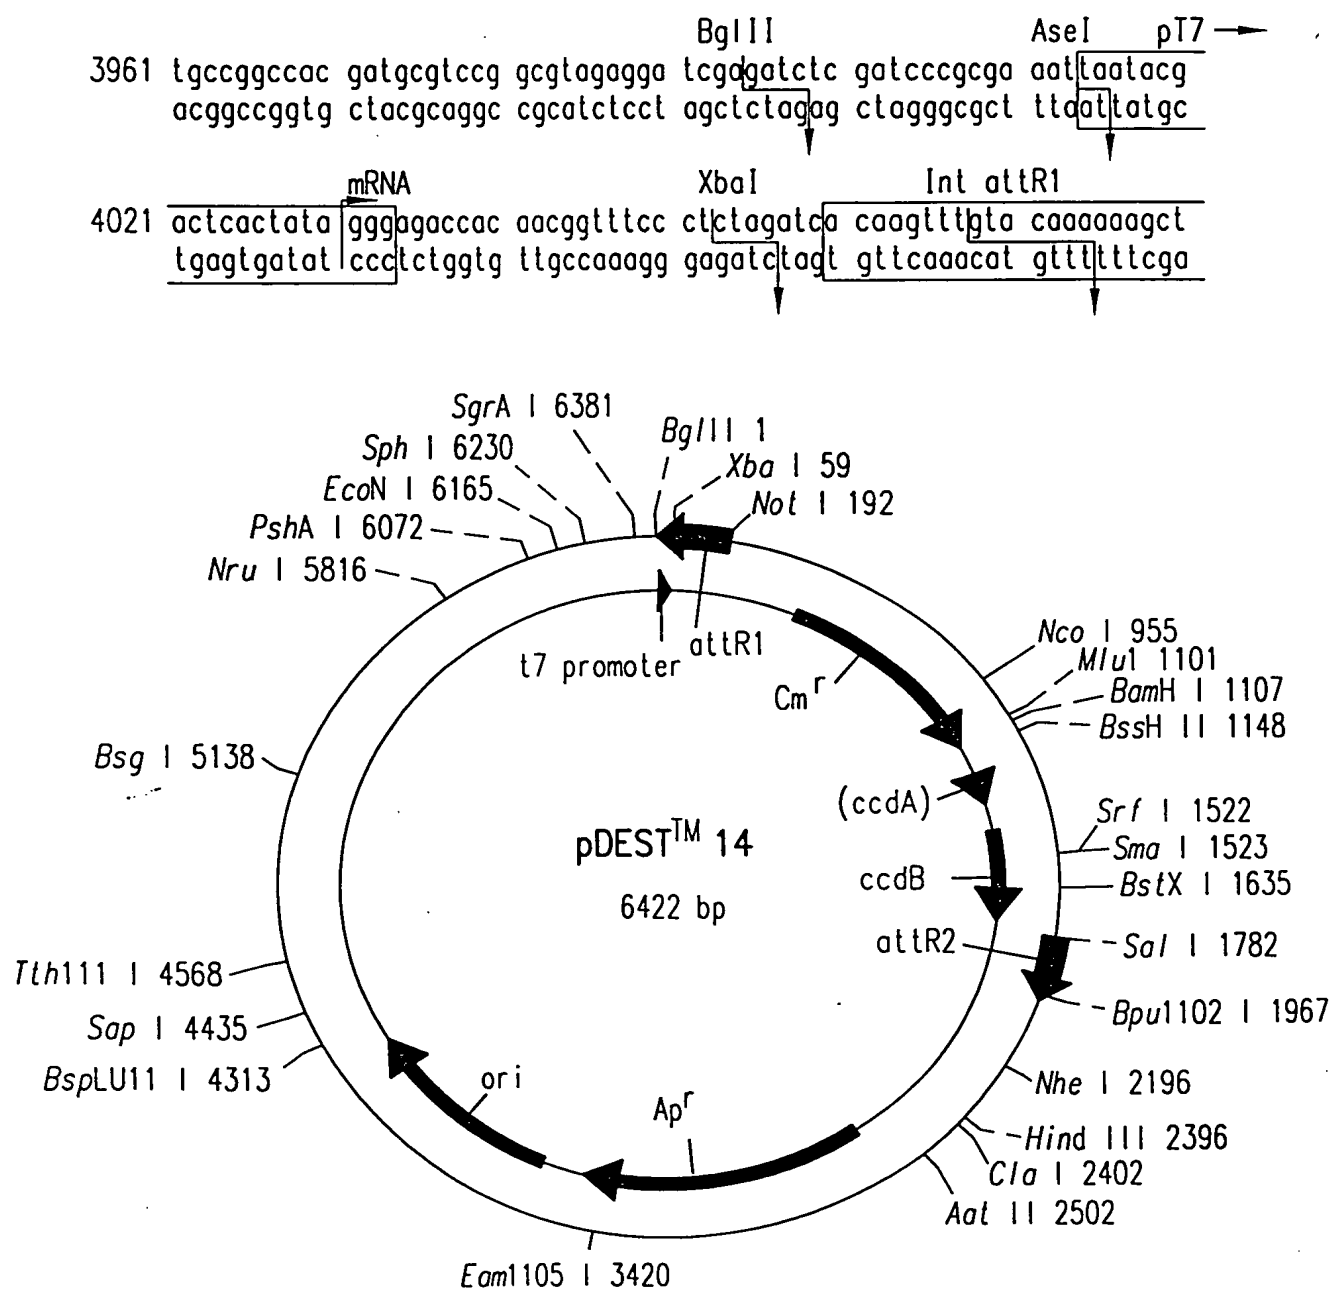 BglII AseI pT7
3961 tgccggccac gatgcgtccg gcgtagagga tcgagatctc gatcccgcga aattaatacg
acggccggtg ctacgcaggc cgcatctcct agctctagag ctagggcgct ttaattatgc
mRNA XbaI Int attR1
4021 actcactata gggagaccac aacggtttcc ctctagatca caagtttgta caaaaaagct
tgagtgatat ccctctggtg ttgccaaagg gagatctagt gttcaaacat gttttttcga
SgrA I 6381
BglII 1
Sph I 6230
Xba I 59
EcoN I 6165
Not I 192
PshA I 6072
Nru I 5816
attR1
t7 promoter
Nco I 955
Mlu1 1101
Cmr
BamH I 1107
BssH II 1148
Bsg I 5138
(ccdA)
Srf I 1522
pDEST™ 14
Sma I 1523
ccdB
BstX I 1635
6422 bp
attR2
Sal I 1782
Tth111 I 4568
Bpu1102 I 1967
Sap I 4435
BspLU11 I 4313
ori
Nhe I 2196
Apr
Hind III 2396
Cla I 2402
Aat II 2502
Eam1105 I 3420